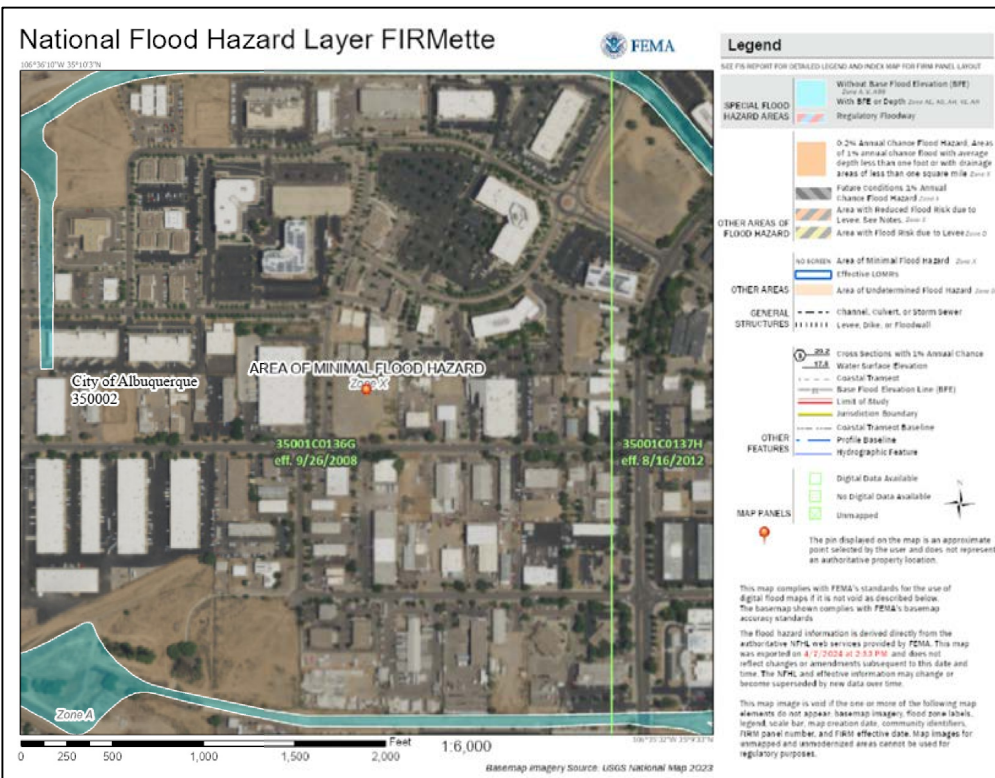 National Flood Hazard Layer FIRMette
FEMA
Legend
106°36'10"W 35°10'3"N
SEE FIS REPORT FOR DETAILED LEGEND AND INDEX MAP FOR FIRM PANEL LAYOUT
SPECIAL FLOOD
HAZARD AREAS
Without Base Flood Elevation (BFE)
Zone A, V, A99
With BFE or Depth Zone AE, AO, AH, VE, AR
Regulatory Floodway
OTHER AREAS OF
FLOOD HAZARD
0.2% Annual Chance Flood Hazard, Areas
of 1% annual chance flood with average
depth less than one foot or with drainage
areas of less than one square mile Zone X
Future Conditions 1% Annual
Chance Flood Hazard Zone X
Area with Reduced Flood Risk due to
Levee. See Notes. Zone X
Area with Flood Risk due to Levee Zone D
OTHER AREAS
NO SCREEN Area of Minimal Flood Hazard Zone X
Effective LOMRs
Area of Undetermined Flood Hazard Zone D
GENERAL
STRUCTURES
Channel, Culvert, or Storm Sewer
Levee, Dike, or Floodwall
OTHER
FEATURES
20.2 Cross Sections with 1% Annual Chance
17.5 Water Surface Elevation
Coastal Transect
Base Flood Elevation Line (BFE)
Limit of Study
Jurisdiction Boundary
Coastal Transect Baseline
Profile Baseline
Hydrographic Feature
MAP PANELS
Digital Data Available
No Digital Data Available
Unmapped
N
The pin displayed on the map is an approximate
point selected by the user and does not represent
an authoritative property location.
This map complies with FEMA's standards for the use of
digital flood maps if it is not void as described below.
The basemap shown complies with FEMA's basemap
accuracy standards
The flood hazard information is derived directly from the
authoritative NFHL web services provided by FEMA. This map
was exported on 4/7/2024 at 2:53 PM and does not
reflect changes or amendments subsequent to this date and
time. The NFHL and effective information may change or
become superseded by new data over time.
This map image is void if the one or more of the following map
elements do not appear: basemap imagery, flood zone labels,
legend, scale bar, map creation date, community identifiers,
FIRM panel number, and FIRM effective date. Map images for
unmapped and unmodernized areas cannot be used for
regulatory purposes.
AREA OF MINIMAL FLOOD HAZARD
Zone X
City of Albuquerque
350002
35001C0136G
eff. 9/26/2008
35001C0137H
eff. 8/16/2012
Zone A
0 250 500 1,000 1,500 2,000 Feet
1:6,000
Basemap Imagery Source: USGS National Map 2023